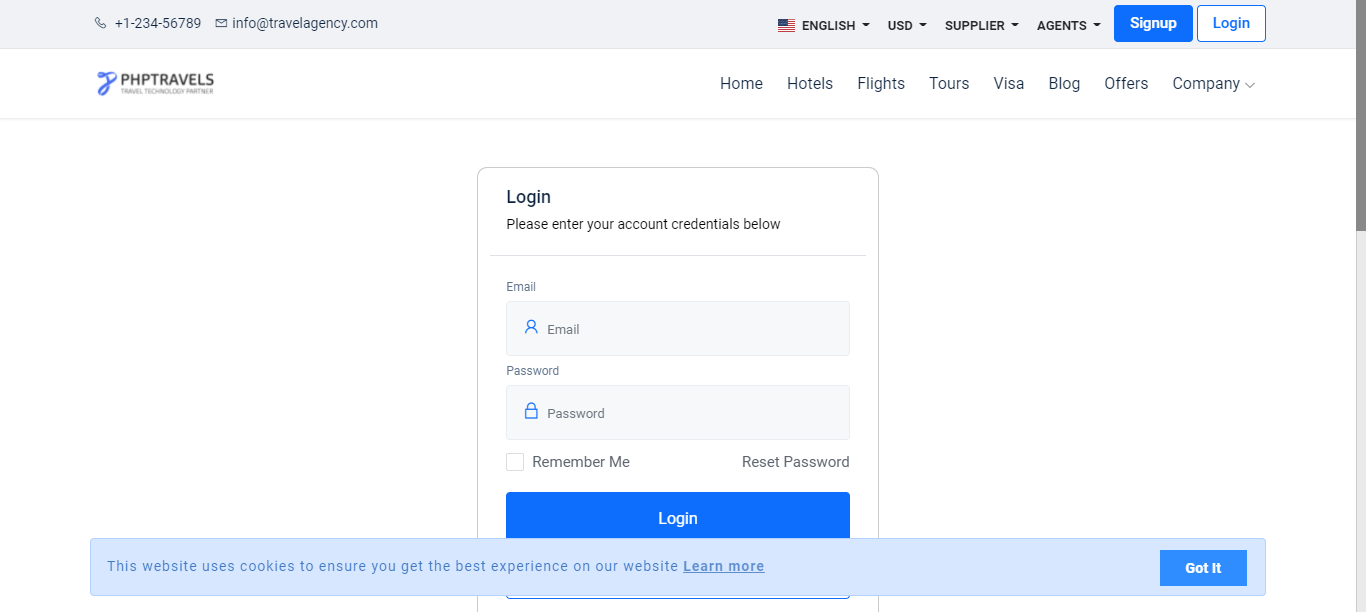 +1-234-56789 info@travelagency.com ENGLISH USD SUPPLIER AGENTS Signup Login
PHPTRAVELS
TRAVEL TECHNOLOGY PARTNER
Home Hotels Flights Tours Visa Blog Offers Company
Login
Please enter your account credentials below
Email
Email
Password
Password
Remember Me Reset Password
Login
This website uses cookies to ensure you get the best experience on our website Learn more Got It